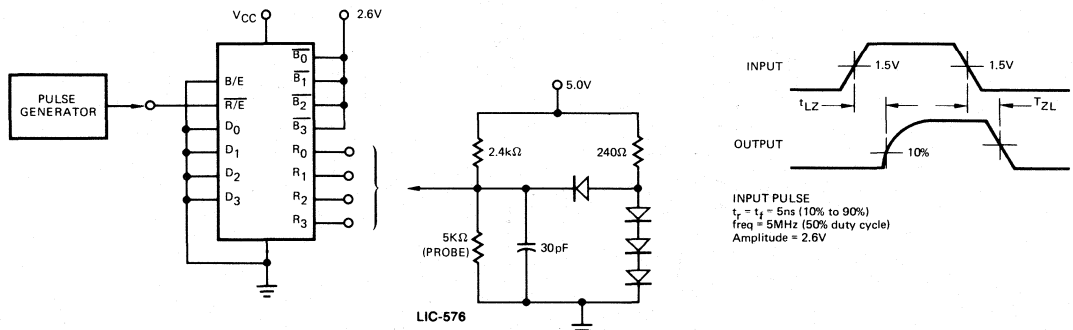 VCC
2.6V
PULSE
GENERATOR
B/E
R/E
D0
D1
D2
D3
B0
B1
B2
B3
R0
R1
R2
R3
5.0V
2.4kΩ
240Ω
5KΩ
(PROBE)
30pF
LIC-576
INPUT
1.5V
1.5V
tLZ
TZL
OUTPUT
10%
INPUT PULSE
tr = tf = 5ns (10% to 90%)
freq = 5MHz (50% duty cycle)
Amplitude = 2.6V